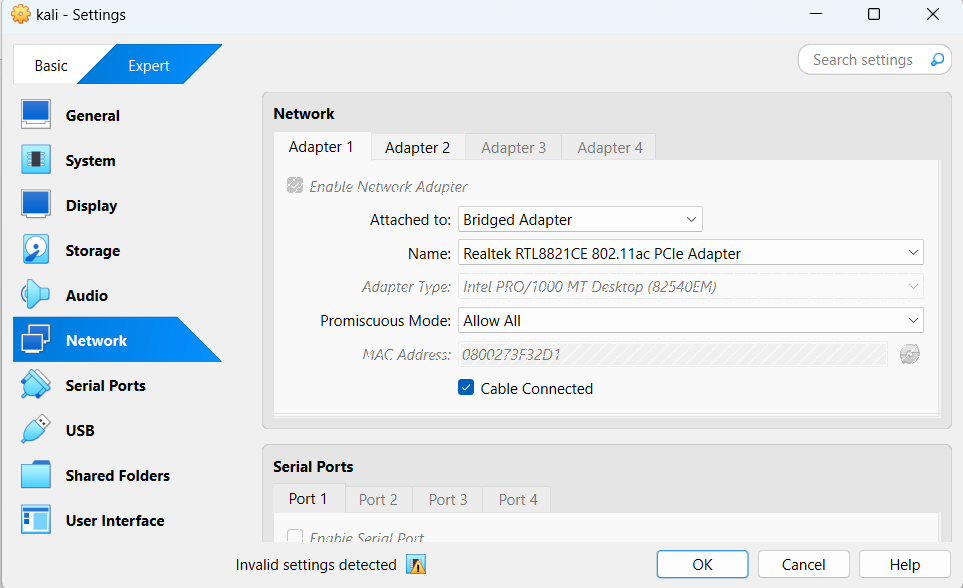 kali - Settings
Basic
Expert
Search settings
General
System
Display
Storage
Audio
Network
Serial Ports
USB
Shared Folders
User Interface
Network
Adapter 1
Adapter 2
Adapter 3
Adapter 4
Enable Network Adapter
Attached to: Bridged Adapter
Name: Realtek RTL8821CE 802.11ac PCIe Adapter
Adapter Type: Intel PRO/1000 MT Desktop (82540EM)
Promiscuous Mode: Allow All
MAC Address: 0800273F32D1
Cable Connected
Serial Ports
Port 1
Port 2
Port 3
Port 4
Enable Serial Port
Invalid settings detected
OK
Cancel
Help